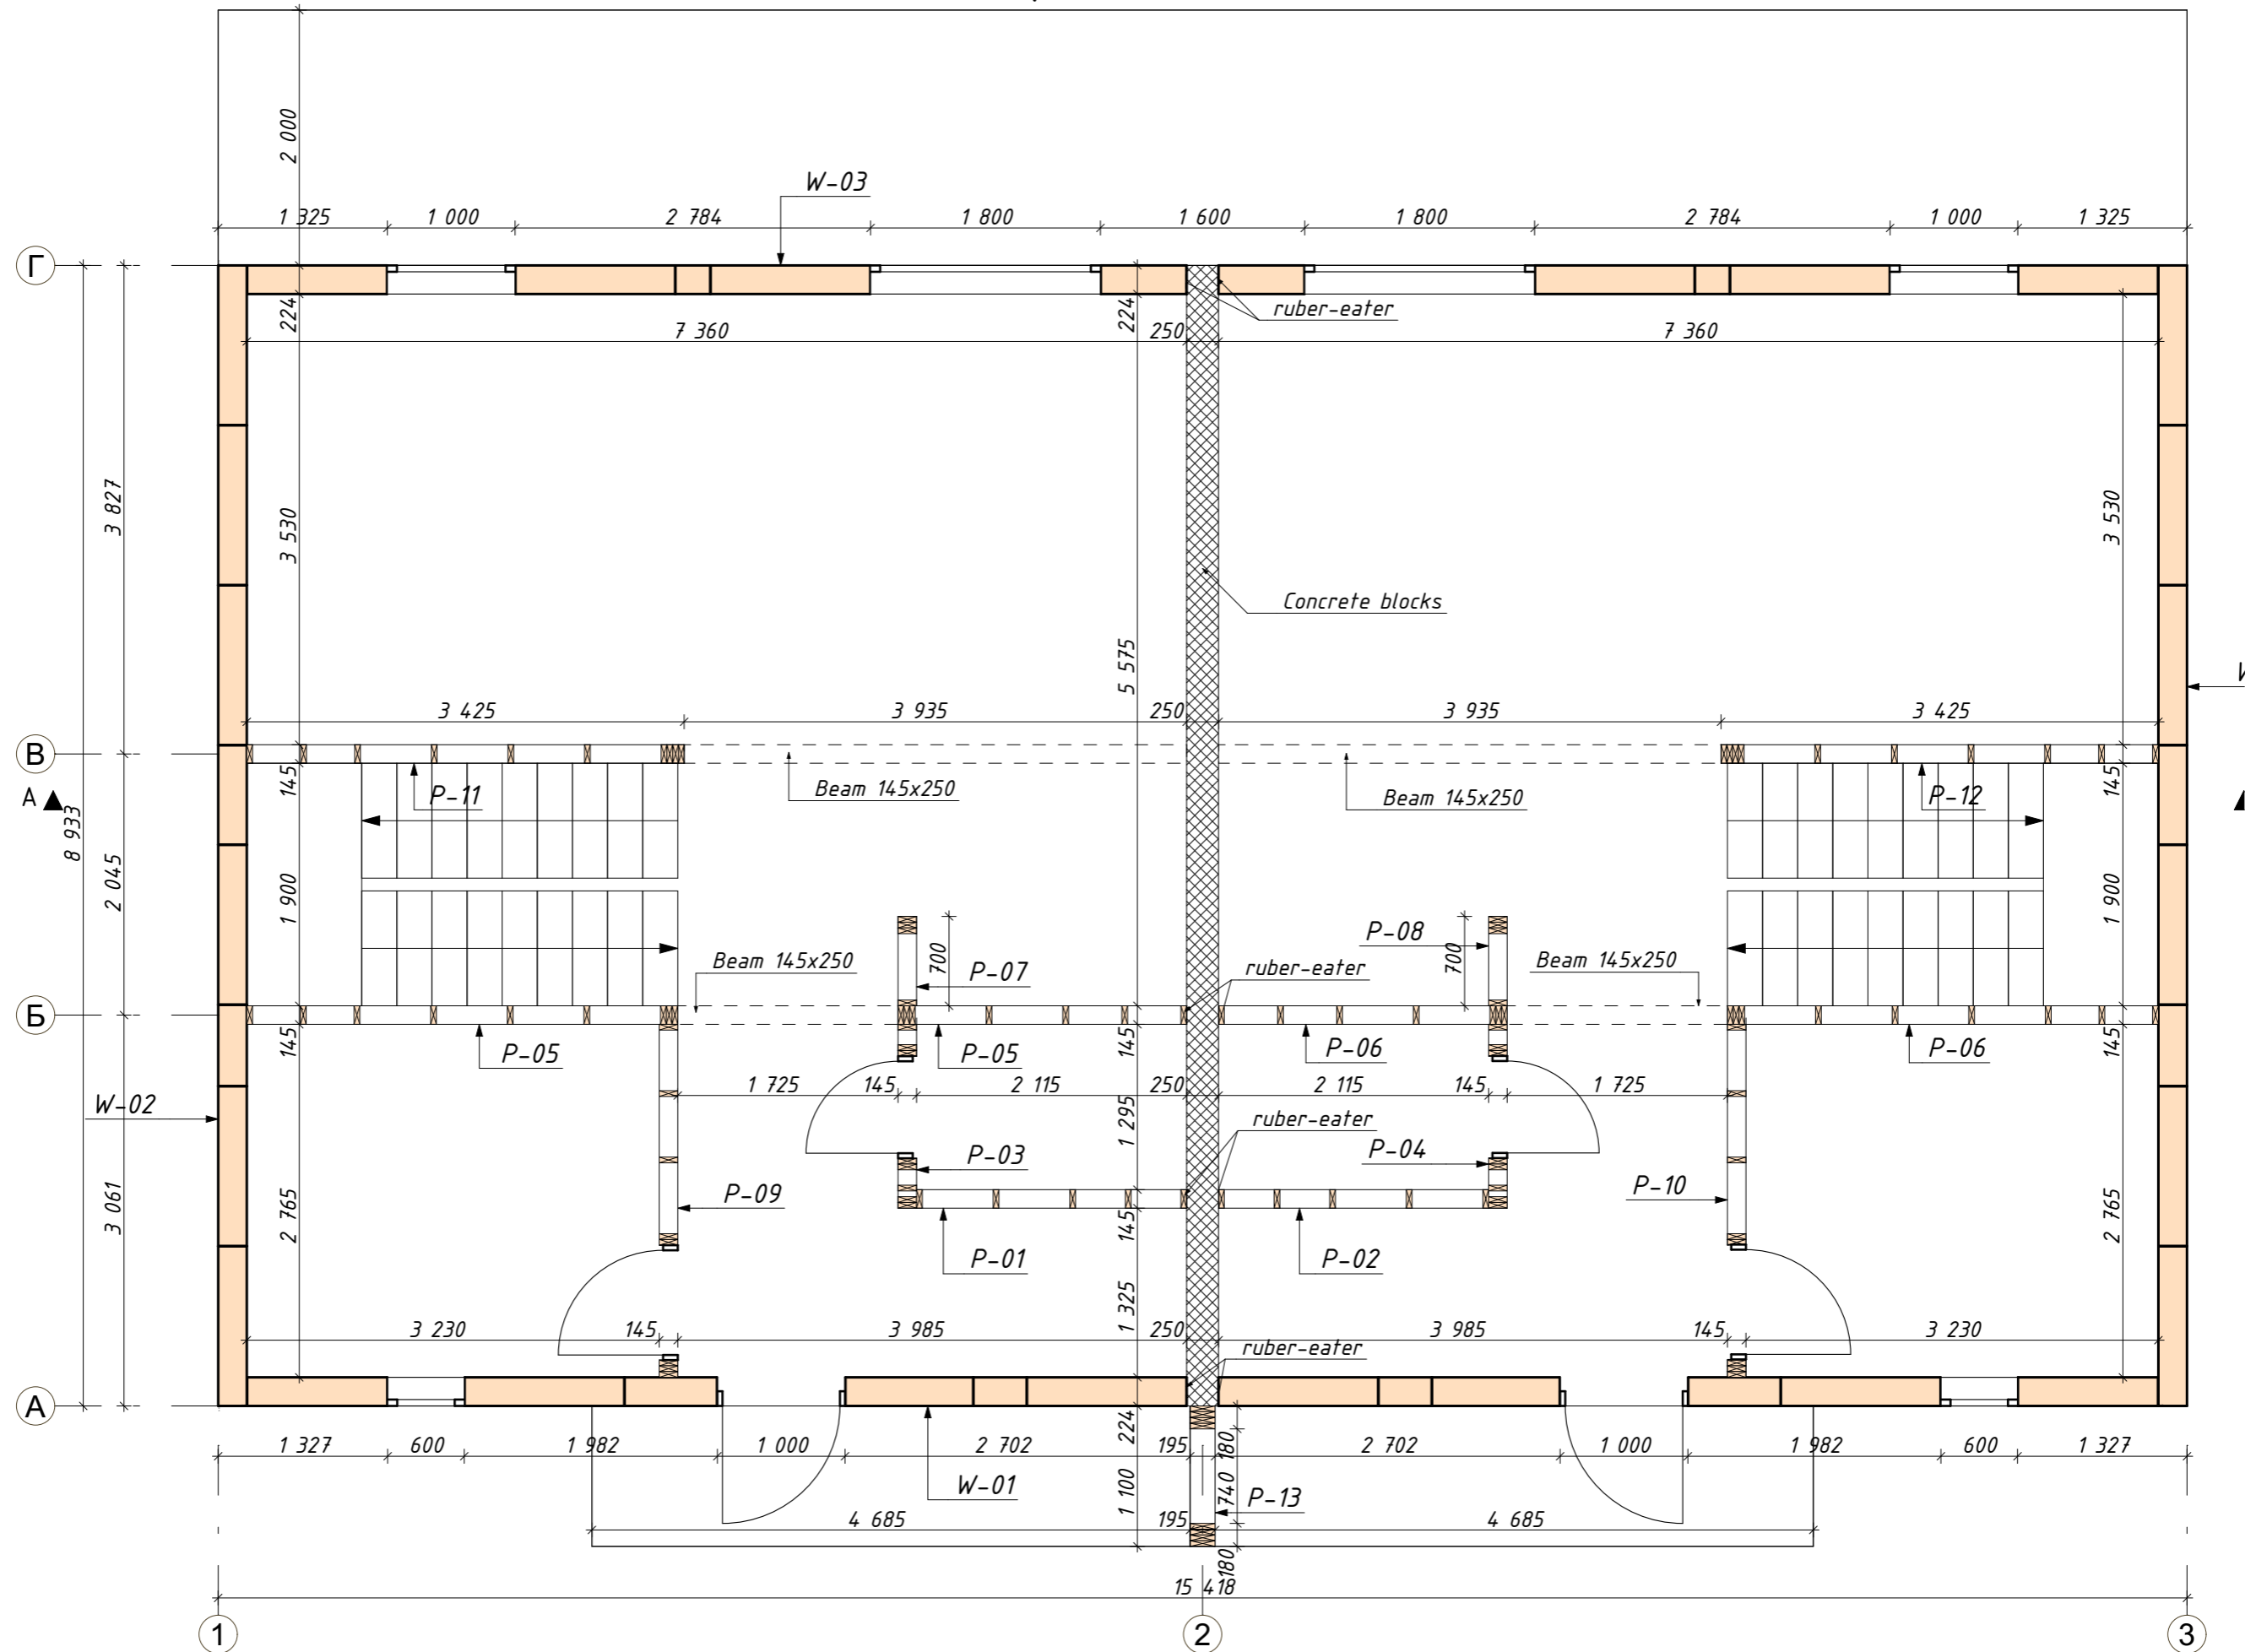 2 000
W-03
1 325 1 000 2 784 1 800 1 600 1 800 2 784 1 000 1 325
Г
224 224
ruber-eater
7 360 250 7 360
3 827
3 530 3 530
Concrete blocks
5 575
3 425 3 935 250 3 935 3 425
В
A
8 933
145 145
P-11 Beam 145x250 Beam 145x250 P-12
2 045
1 900 1 900
P-08
700 700
Beam 145x250 P-07 ruber-eater Beam 145x250
Б
145 145 145
P-05 P-05 P-06 P-06
1 725 145 2 115 250 2 115 145 1 725
W-02
1 295
ruber-eater
P-03 P-04
3 061
2 765 2 765
P-09 P-10
145
P-01 P-02
1 325
3 230 145 3 985 250 3 985 145 3 230
ruber-eater
А
224
1 327 600 1 982 1 000 2 702 195 180 2 702 1 000 1 982 600 1 327
W-01 1 100 740 P-13
4 685 195 4 685
180
15 418
1 2 3